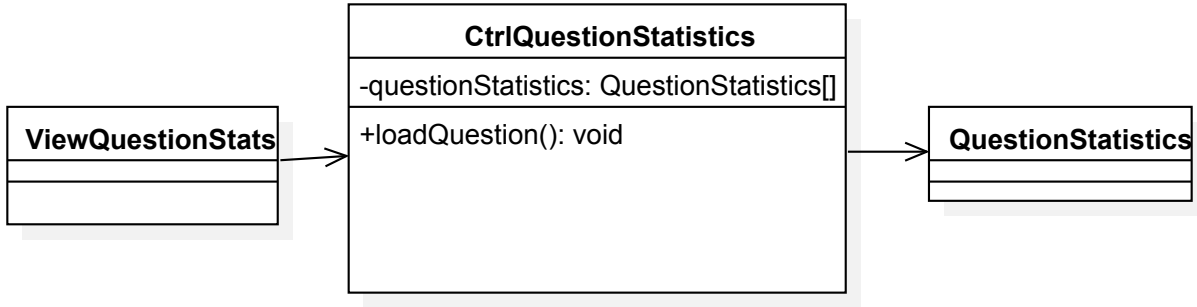 CtrlQuestionStatistics
-questionStatistics: QuestionStatistics[]
+loadQuestion(): void
ViewQuestionStats
QuestionStatistics